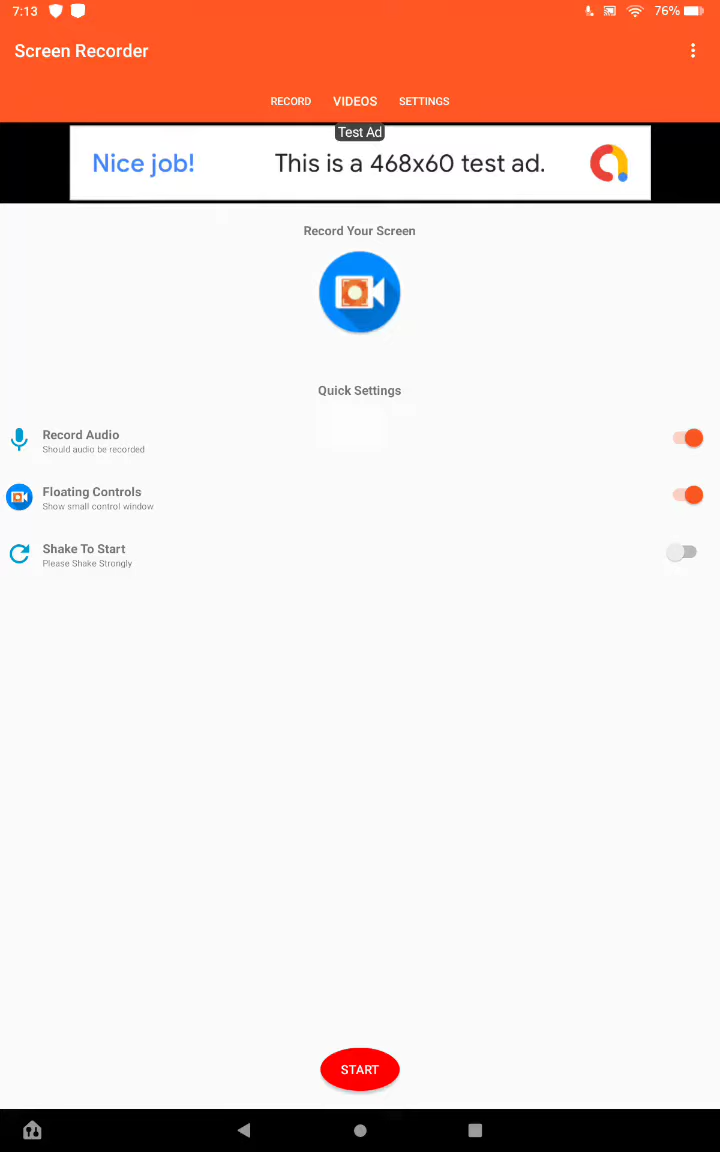 7:13
76%
Screen Recorder
RECORD VIDEOS SETTINGS
Test Ad
Nice job! This is a 468x60 test ad.
Record Your Screen
Quick Settings
Record Audio
Should audio be recorded
Floating Controls
Show small control window
Shake To Start
Please Shake Strongly
START